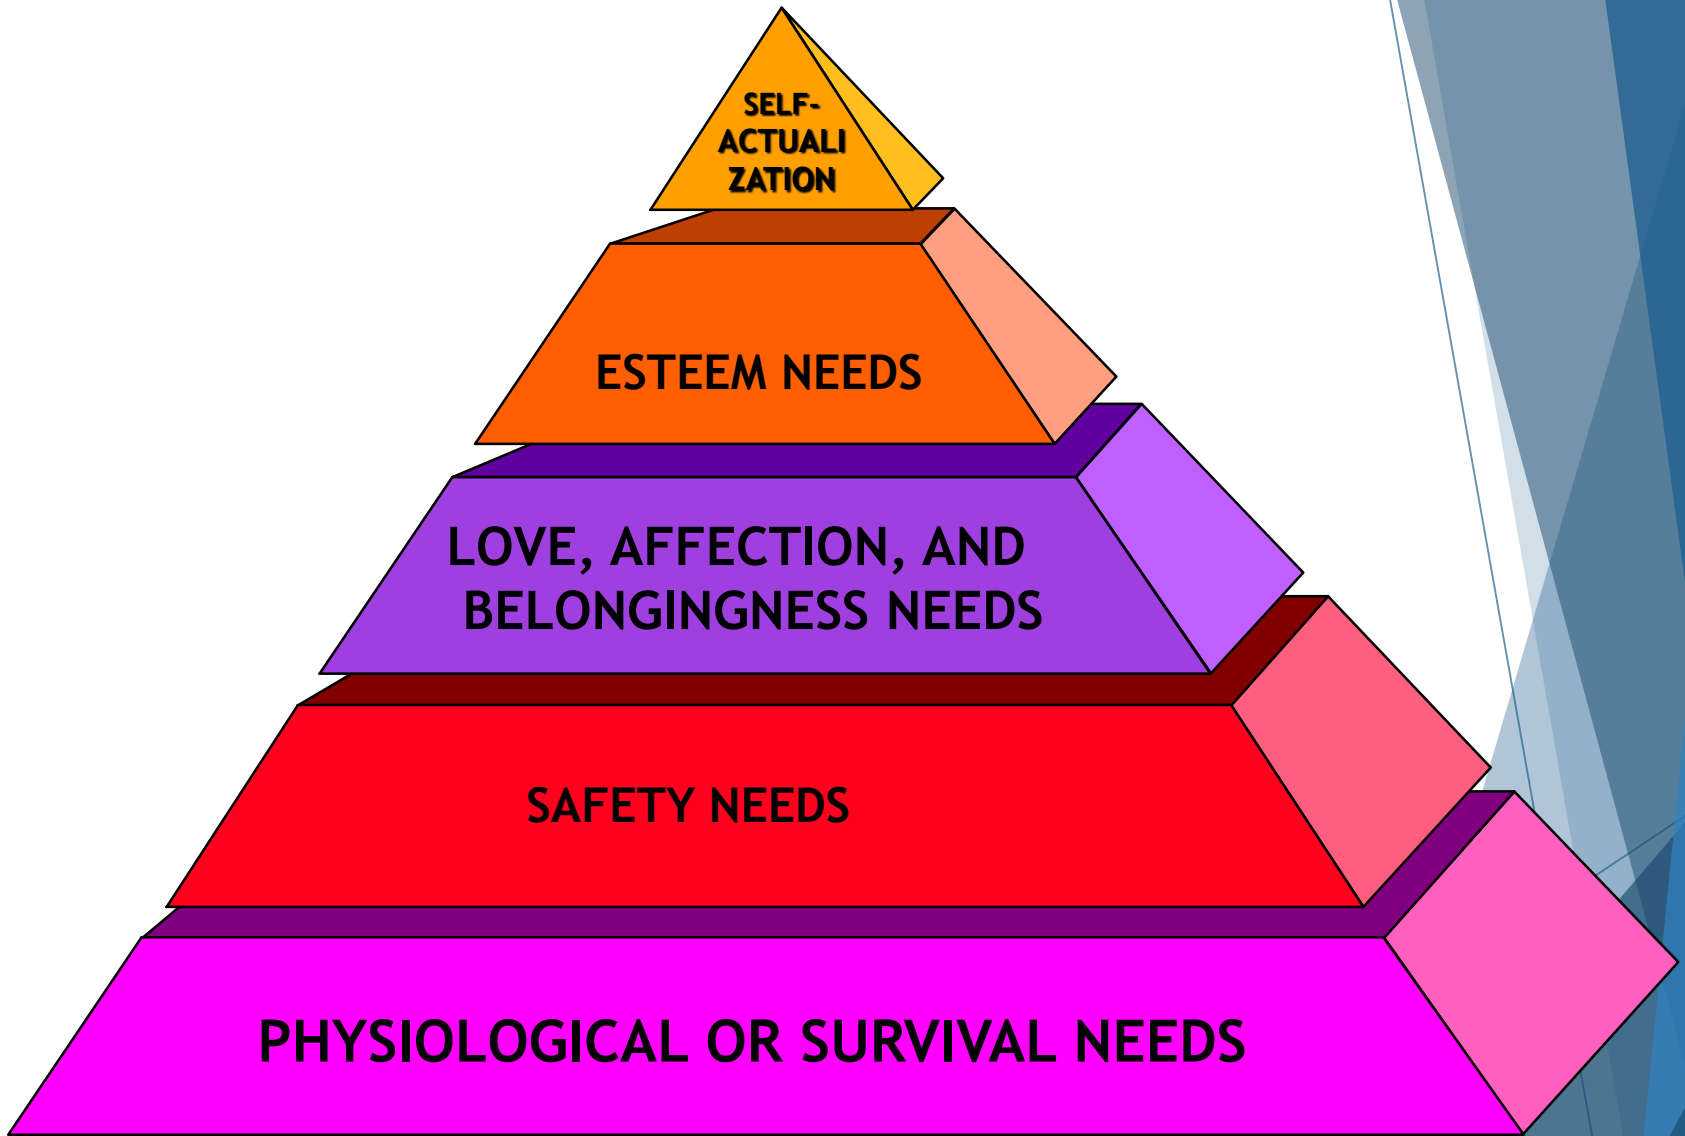 SELF-
ACTUALI
ZATION
ESTEEM NEEDS
LOVE, AFFECTION, AND
BELONGINGNESS NEEDS
SAFETY NEEDS
PHYSIOLOGICAL OR SURVIVAL NEEDS